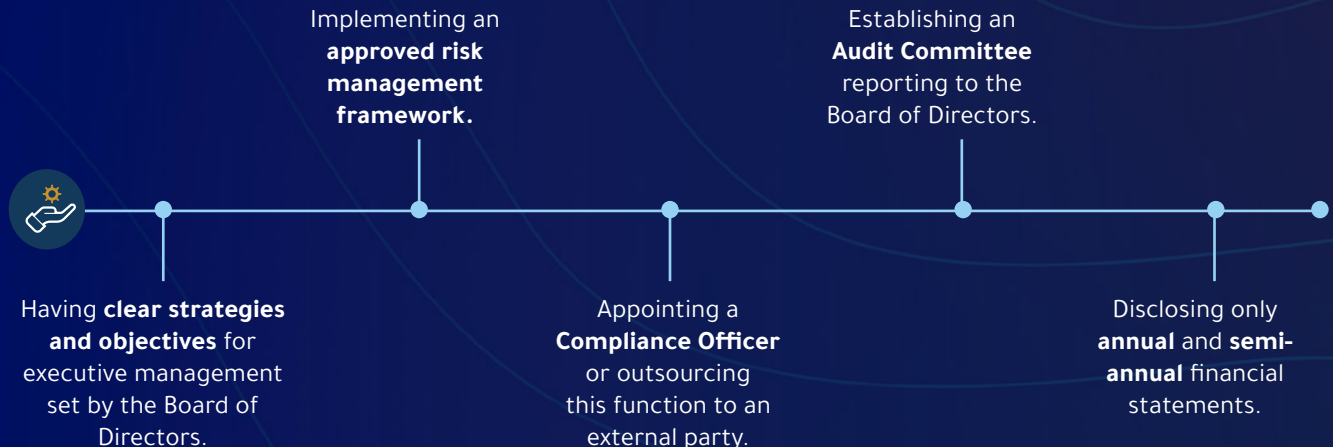 Implementing an
approved risk
management
framework.
Establishing an
Audit Committee
reporting to the
Board of Directors.
Having clear strategies
and objectives for
executive management
set by the Board of
Directors.
Appointing a
Compliance Officer
or outsourcing
this function to an
external party.
Disclosing only
annual and semi-
annual financial
statements.